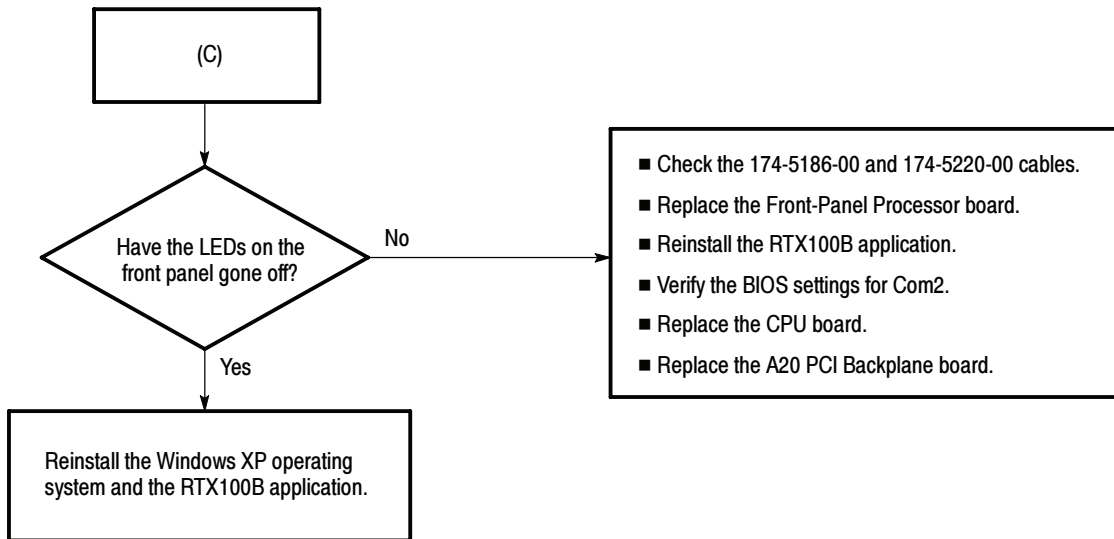 (C)
Have the LEDs on the
front panel gone off?
No
■ Check the 174-5186-00 and 174-5220-00 cables.
■ Replace the Front-Panel Processor board.
■ Reinstall the RTX100B application.
■ Verify the BIOS settings for Com2.
■ Replace the CPU board.
■ Replace the A20 PCI Backplane board.
Yes
Reinstall the Windows XP operating
system and the RTX100B application.